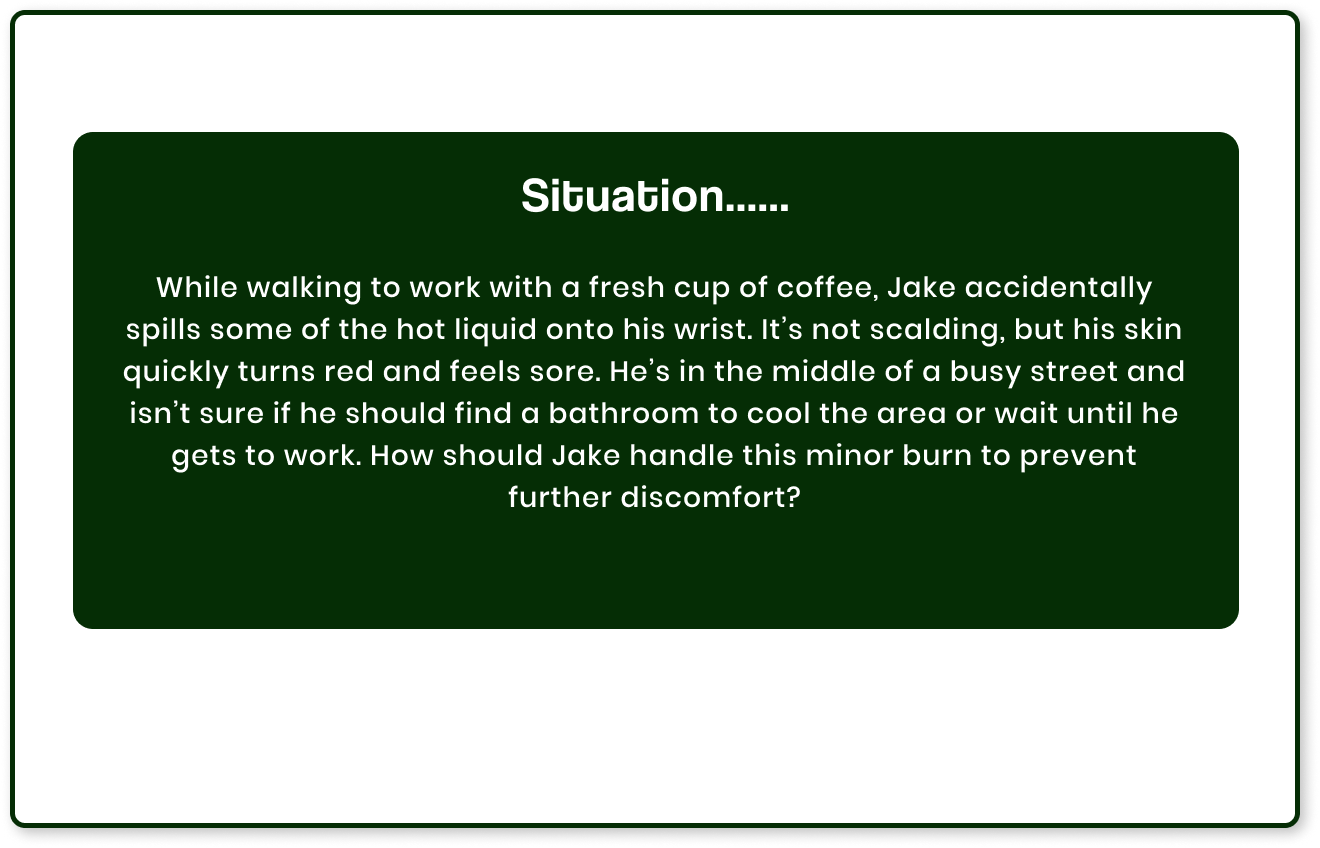 Situation......
While walking to work with a fresh cup of coffee, Jake accidentally
spills some of the hot liquid onto his wrist. It’s not scalding, but his skin
quickly turns red and feels sore. He’s in the middle of a busy street and
isn’t sure if he should find a bathroom to cool the area or wait until he
gets to work. How should Jake handle this minor burn to prevent
further discomfort?